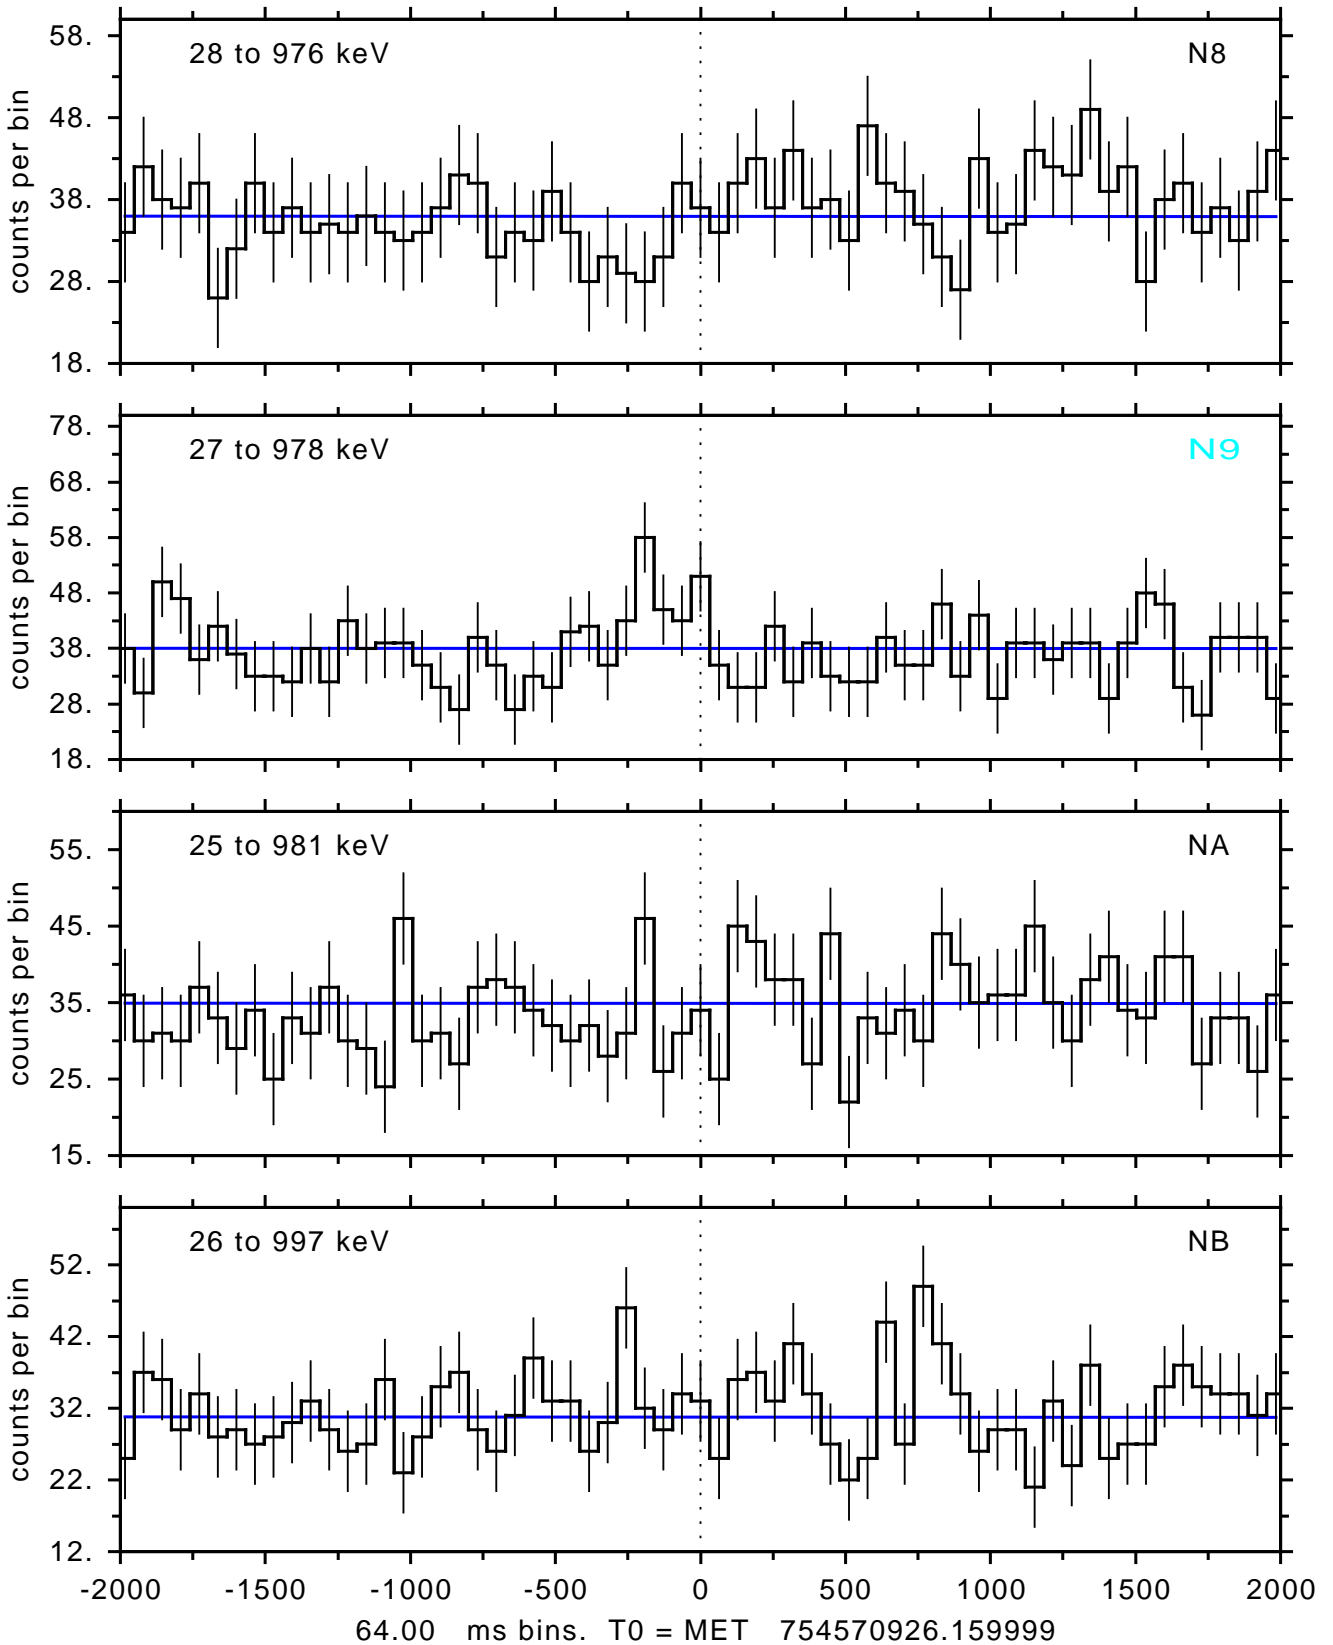 58.
28 to 976 keV N8
48.
38.
28.
18.
counts per bin
78.
27 to 978 keV N9
68.
58.
48.
38.
28.
18.
counts per bin
25 to 981 keV NA
55.
45.
35.
25.
15.
counts per bin
26 to 997 keV NB
52.
42.
32.
22.
12.
counts per bin
-2000 -1500 -1000 -500 0 500 1000 1500 2000
64.00 ms bins. T0 = MET 754570926.159999